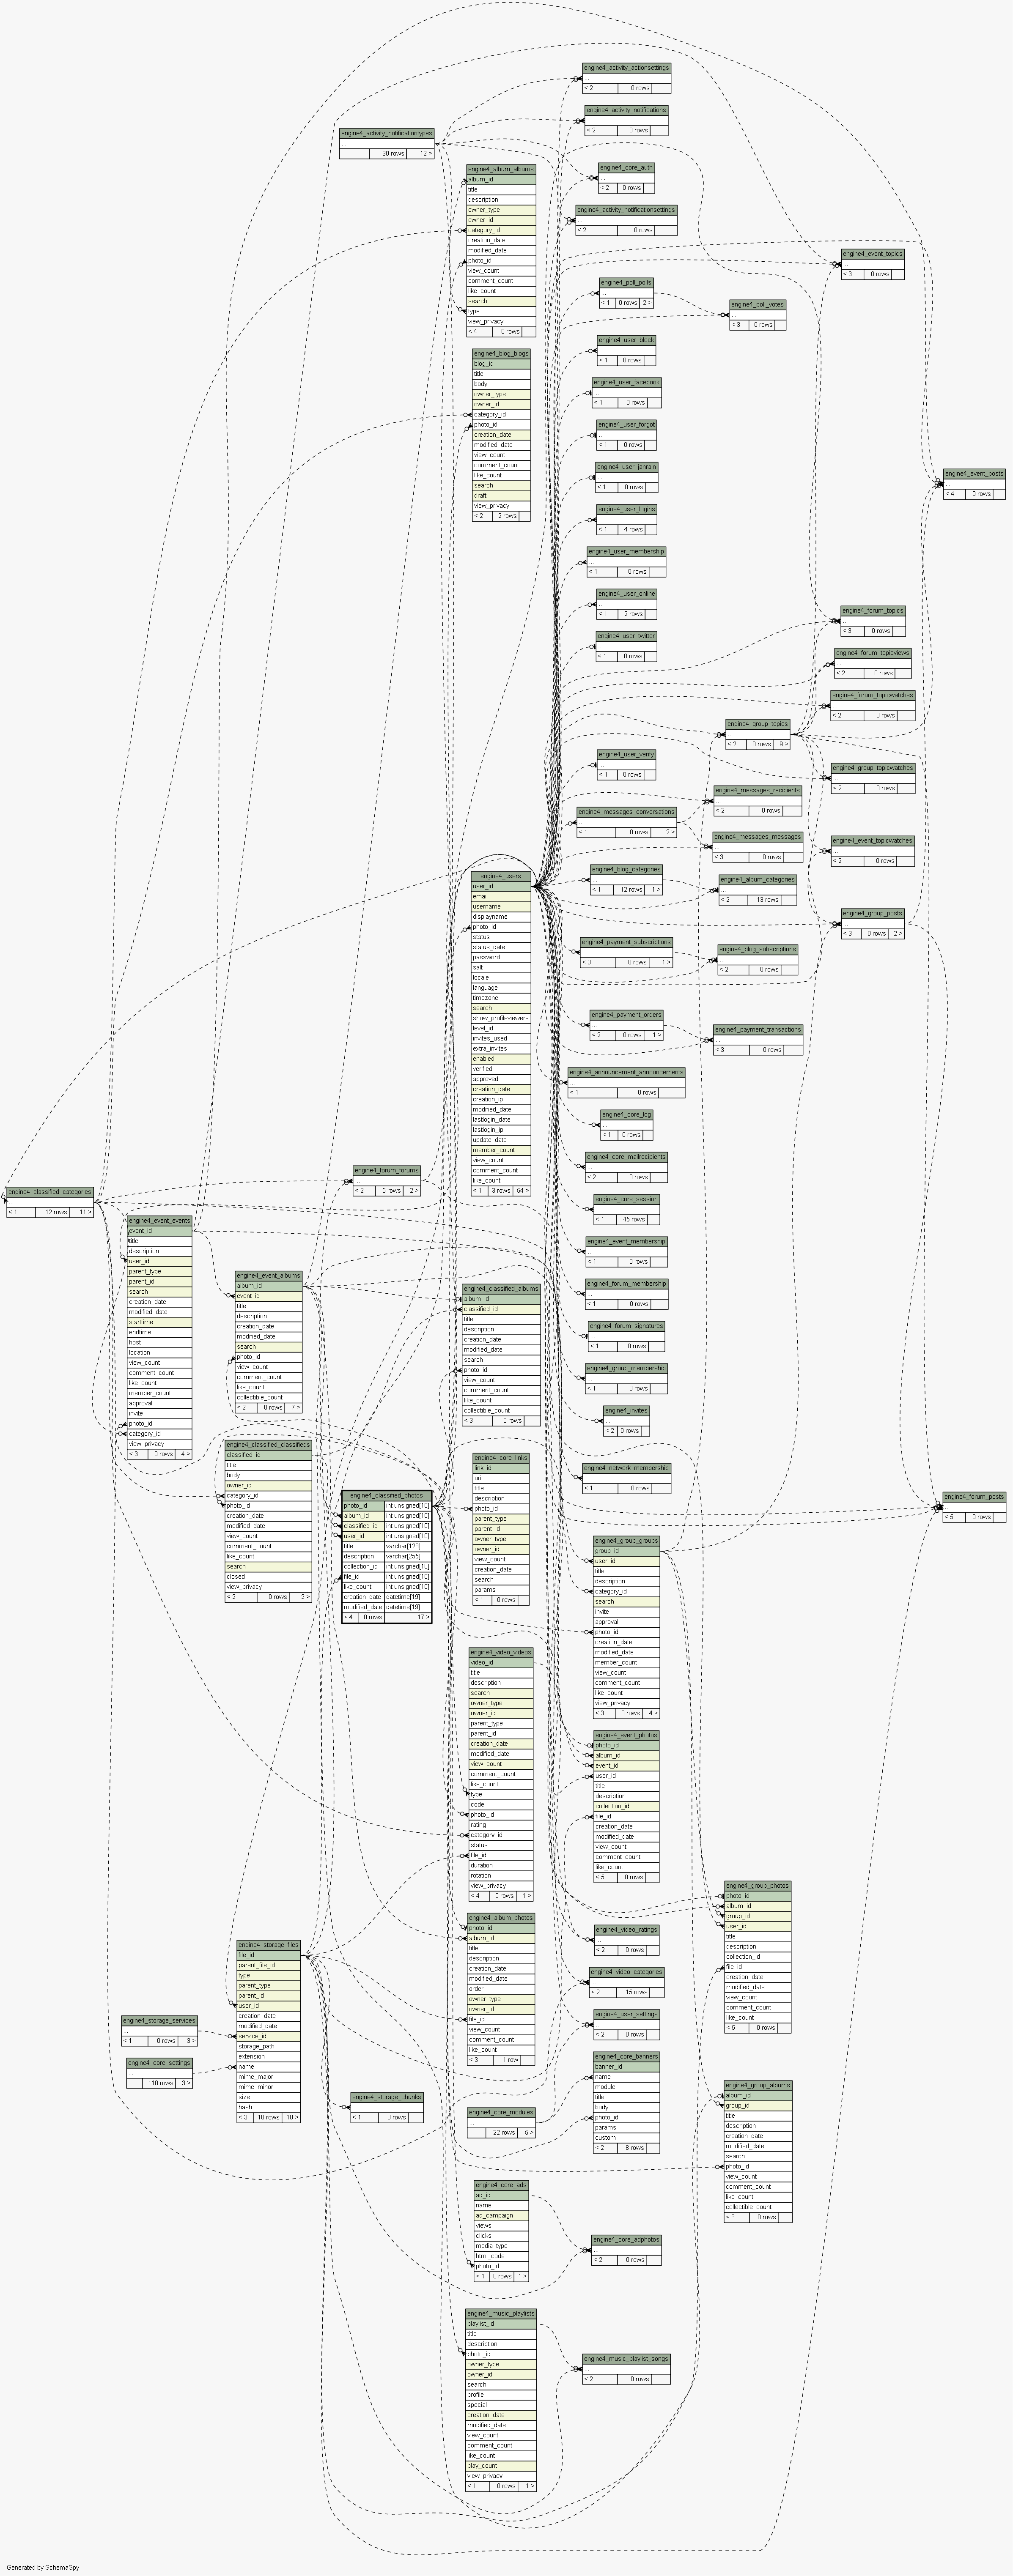 engine4_activity_actionsettings
...
< 2 0 rows
engine4_activity_notifications
...
< 2 0 rows
engine4_activity_notificationtypes
...
30 rows 12 >
engine4_core_auth
...
< 2 0 rows
engine4_album_albums
album_id
title
description
owner_type
owner_id
category_id
creation_date
modified_date
photo_id
view_count
comment_count
like_count
search
type
view_privacy
< 4 0 rows
engine4_activity_notificationsettings
...
< 2 0 rows
engine4_event_topics
...
< 3 0 rows
engine4_poll_polls
...
< 1 0 rows 2 >
engine4_poll_votes
...
< 3 0 rows
engine4_user_block
...
< 1 0 rows
engine4_blog_blogs
blog_id
title
body
owner_type
owner_id
category_id
photo_id
creation_date
modified_date
view_count
comment_count
like_count
search
draft
view_privacy
< 2 2 rows
engine4_user_facebook
...
< 1 0 rows
engine4_user_forgot
...
< 1 0 rows
engine4_user_janrain
...
< 1 0 rows
engine4_event_posts
...
< 4 0 rows
engine4_user_logins
...
< 1 4 rows
engine4_user_membership
...
< 1 0 rows
engine4_user_online
...
< 1 2 rows
engine4_forum_topics
...
< 3 0 rows
engine4_user_twitter
...
< 1 0 rows
engine4_forum_topicviews
...
< 2 0 rows
engine4_forum_topicwatches
...
< 2 0 rows
engine4_group_topics
...
< 2 0 rows 9 >
engine4_user_verify
...
< 1 0 rows
engine4_group_topicwatches
...
< 2 0 rows
engine4_messages_recipients
...
< 2 0 rows
engine4_messages_conversations
...
< 1 0 rows 2 >
engine4_messages_messages
...
< 3 0 rows
engine4_event_topicwatches
...
< 2 0 rows
engine4_blog_categories
...
< 1 12 rows 1 >
engine4_album_categories
...
< 2 13 rows
engine4_users
user_id
email
username
displayname
photo_id
status
status_date
password
salt
locale
language
timezone
search
show_profileviewers
level_id
invites_used
extra_invites
enabled
verified
approved
creation_date
creation_ip
modified_date
lastlogin_date
lastlogin_ip
update_date
member_count
view_count
comment_count
like_count
< 1 3 rows 54 >
engine4_group_posts
...
< 3 0 rows 2 >
engine4_payment_subscriptions
...
< 3 0 rows 1 >
engine4_blog_subscriptions
...
< 2 0 rows
engine4_payment_orders
...
< 2 0 rows 1 >
engine4_payment_transactions
...
< 3 0 rows
engine4_announcement_announcements
...
< 1 0 rows
engine4_core_log
...
< 1 0 rows
engine4_core_mailrecipients
...
< 2 0 rows
engine4_forum_forums
...
< 2 5 rows 2 >
engine4_classified_categories
...
< 1 12 rows 11 >
engine4_core_session
...
< 1 45 rows
engine4_event_events
event_id
title
description
user_id
parent_type
parent_id
search
creation_date
modified_date
starttime
endtime
host
location
view_count
comment_count
like_count
member_count
approval
invite
photo_id
category_id
view_privacy
< 3 0 rows 4 >
engine4_event_membership
...
< 1 0 rows
engine4_event_albums
album_id
event_id
title
description
creation_date
modified_date
search
photo_id
view_count
comment_count
like_count
collectible_count
< 2 0 rows 7 >
engine4_forum_membership
...
< 1 0 rows
engine4_classified_albums
album_id
classified_id
title
description
creation_date
modified_date
search
photo_id
view_count
comment_count
like_count
collectible_count
< 3 0 rows
engine4_forum_signatures
...
< 1 0 rows
engine4_group_membership
...
< 1 0 rows
engine4_invites
...
< 2 0 rows
engine4_classified_classifieds
classified_id
title
body
owner_id
category_id
photo_id
creation_date
modified_date
view_count
comment_count
like_count
search
closed
view_privacy
< 2 0 rows 2 >
engine4_core_links
link_id
uri
title
description
photo_id
parent_type
parent_id
owner_type
owner_id
view_count
creation_date
search
params
< 1 0 rows
engine4_network_membership
...
< 1 0 rows
engine4_classified_photos
photo_id int unsigned[10]
album_id int unsigned[10]
classified_id int unsigned[10]
user_id int unsigned[10]
title varchar[128]
description varchar[255]
collection_id int unsigned[10]
file_id int unsigned[10]
like_count int unsigned[10]
creation_date datetime[19]
modified_date datetime[19]
< 4 0 rows 17 >
engine4_forum_posts
...
< 5 0 rows
engine4_group_groups
group_id
user_id
title
description
category_id
search
invite
approval
photo_id
creation_date
modified_date
member_count
view_count
comment_count
like_count
view_privacy
< 3 0 rows 4 >
engine4_video_videos
video_id
title
description
search
owner_type
owner_id
parent_type
parent_id
creation_date
modified_date
view_count
comment_count
like_count
type
code
photo_id
rating
category_id
status
file_id
duration
rotation
view_privacy
< 4 0 rows 1 >
engine4_event_photos
photo_id
album_id
event_id
user_id
title
description
collection_id
file_id
creation_date
modified_date
view_count
comment_count
like_count
< 5 0 rows
engine4_group_photos
photo_id
album_id
group_id
user_id
title
description
collection_id
file_id
creation_date
modified_date
view_count
comment_count
like_count
< 5 0 rows
engine4_album_photos
photo_id
album_id
title
description
creation_date
modified_date
order
owner_type
owner_id
file_id
view_count
comment_count
like_count
< 3 1 row
engine4_video_ratings
...
< 2 0 rows
engine4_storage_files
file_id
parent_file_id
type
parent_type
parent_id
user_id
creation_date
modified_date
service_id
storage_path
extension
name
mime_major
mime_minor
size
hash
< 3 10 rows 10 >
engine4_video_categories
...
< 2 15 rows
engine4_user_settings
...
< 2 0 rows
engine4_storage_services
...
< 1 0 rows 3 >
engine4_core_settings
...
110 rows 3 >
engine4_core_banners
banner_id
name
module
title
body
photo_id
params
custom
< 2 8 rows
engine4_group_albums
album_id
group_id
title
description
creation_date
modified_date
search
photo_id
view_count
comment_count
like_count
collectible_count
< 3 0 rows
engine4_storage_chunks
...
< 1 0 rows
engine4_core_modules
...
22 rows 5 >
engine4_core_ads
ad_id
name
ad_campaign
views
clicks
media_type
html_code
photo_id
< 1 0 rows 1 >
engine4_core_adphotos
...
< 2 0 rows
engine4_music_playlists
playlist_id
title
description
photo_id
owner_type
owner_id
search
profile
special
creation_date
modified_date
view_count
comment_count
like_count
play_count
view_privacy
< 1 0 rows 1 >
engine4_music_playlist_songs
...
< 2 0 rows
Generated by SchemaSpy